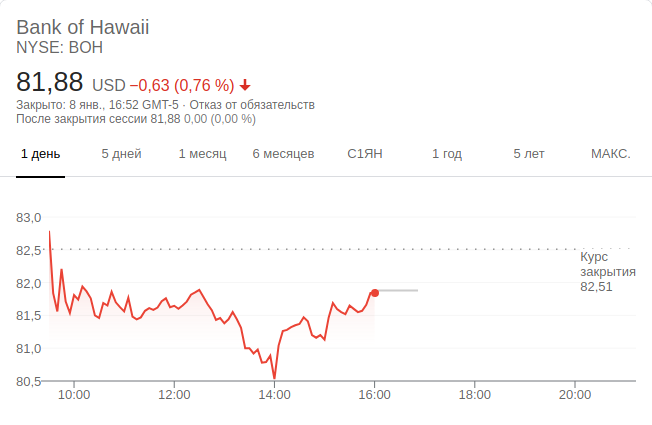 Bank of Hawaii
NYSE: BOH
81,88 USD −0,63 (0,76 %)
Закрыто: 8 янв., 16:52 GMT-5 · Отказ от обязательств
После закрытия сессии 81,88 0,00 (0,00 %)
1 день 5 дней 1 месяц 6 месяцев С1ЯН 1 год 5 лет МАКС.
83,0
82,5
Курс
закрытия
82.51
82,0
81,5
81,0
80,5
10:00 12:00 14:00 16:00 18:00 20:00